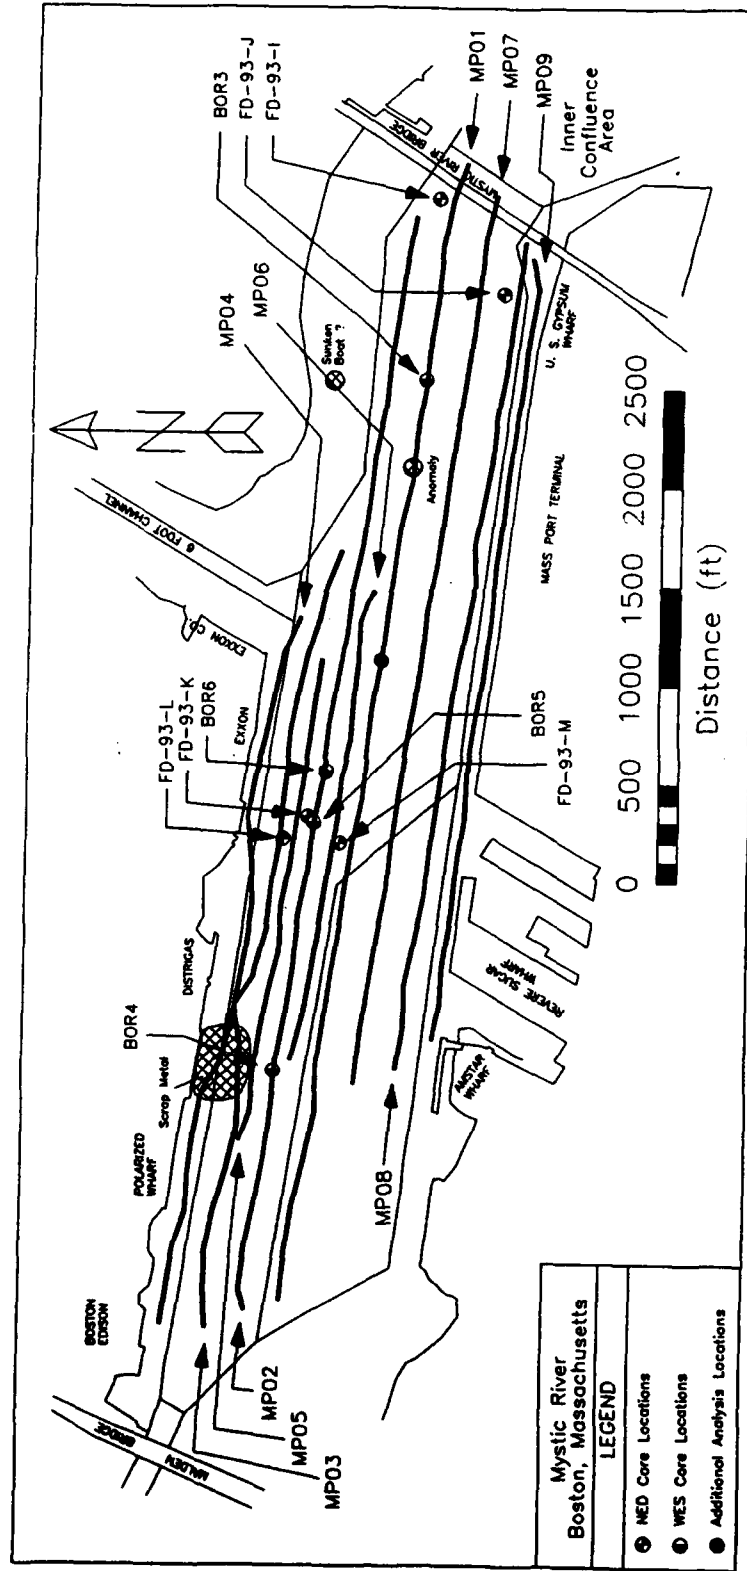 BOR3
FD-93-J
FD-93-I
MP04
MP06
Sunken
Boat ?
MYSTIC RIVER
BRIDGE
MP01
MP07
MP09
Inner
Confluence
Area
N
6 FOOT CHANNEL
EXXON CO.
EXXON
FD-93-L
FD-93-K
BOR6
Anomaly
U. S. GYPSUM
WHARF
MASS PORT TERMINAL
BOR5
FD-93-M
DISTRIGAS
BOR4
Scrap Metal
POLARIZED
WHARF
BOSTON
EDISON
MALDEN
BRIDGE
REVERE SUGAR
WHARF
AMSTAR
WHARF
MP08
MP02
MP05
MP03
0 500 1000 1500 2000 2500
Distance (ft)
Mystic River
Boston, Massachusetts
LEGEND
NED Core Locations
WES Core Locations
Additional Analysis Locations